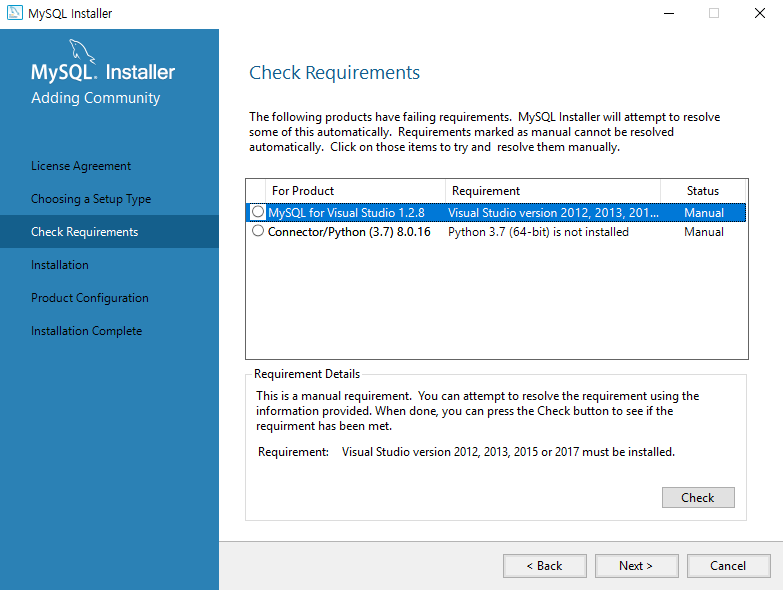 MySQL Installer
MySQL. Installer
Adding Community
License Agreement
Choosing a Setup Type
Check Requirements
Installation
Product Configuration
Installation Complete
Check Requirements
The following products have failing requirements.  MySQL Installer will attempt to resolve
some of this automatically.  Requirements marked as manual cannot be resolved
automatically.  Click on those items to try and  resolve them manually.
For Product Requirement Status
MySQL for Visual Studio 1.2.8 Visual Studio version 2012, 2013, 201... Manual
Connector/Python (3.7) 8.0.16 Python 3.7 (64-bit) is not installed Manual
Requirement Details
This is a manual requirement.  You can attempt to resolve the requirement using the
information provided. When done, you can press the Check button to see if the
requirment has been met.
Requirement: Visual Studio version 2012, 2013, 2015 or 2017 must be installed.
Check
< Back Next > Cancel